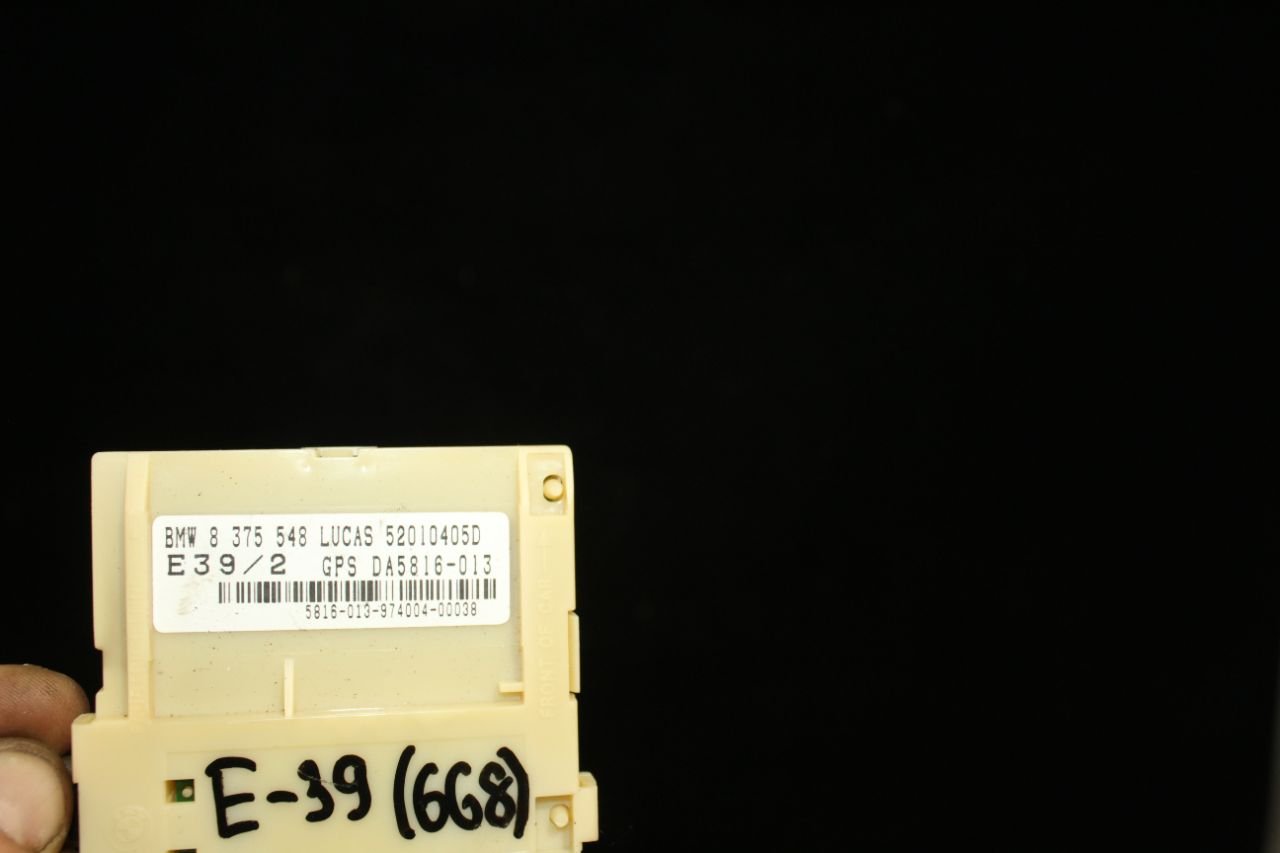 BMW 8 375 548 LUCAS 52010405D
E39/2 GPS DA5816-013
5816-013-974004-00038
FRONT OF CAR
E-39 (668)